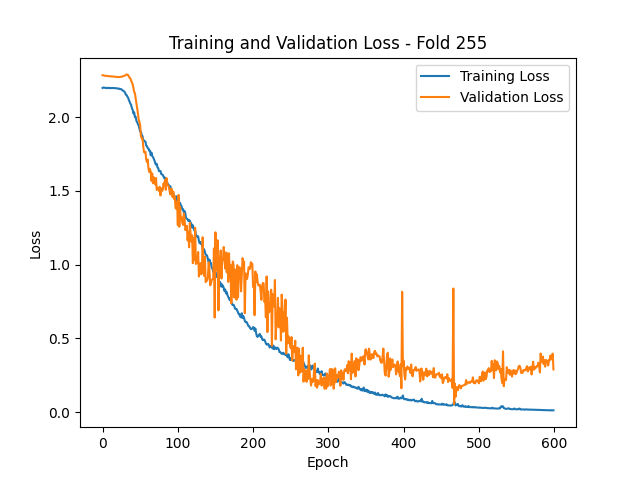 Training and Validation Loss - Fold 255
Training Loss
Validation Loss
Loss
2.0
1.5
1.0
0.5
0.0
0 100 200 300 400 500 600
Epoch